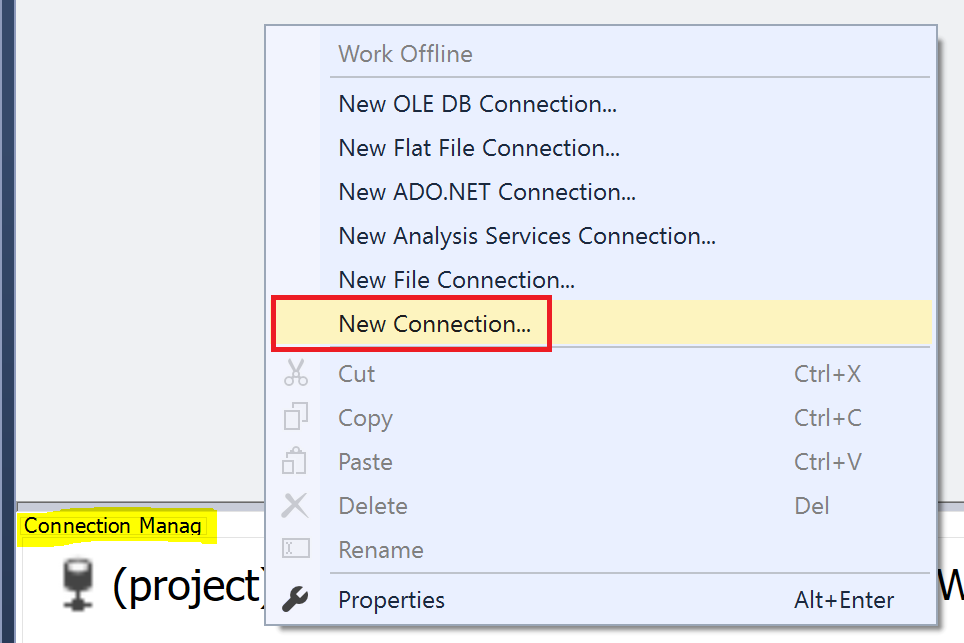 Work Offline
New OLE DB Connection...
New Flat File Connection...
New ADO.NET Connection...
New Analysis Services Connection...
New File Connection...
New Connection...
Cut Ctrl+X
Copy Ctrl+C
Paste Ctrl+V
Delete Del
Connection Manag
Rename
(project) W
Properties Alt+Enter